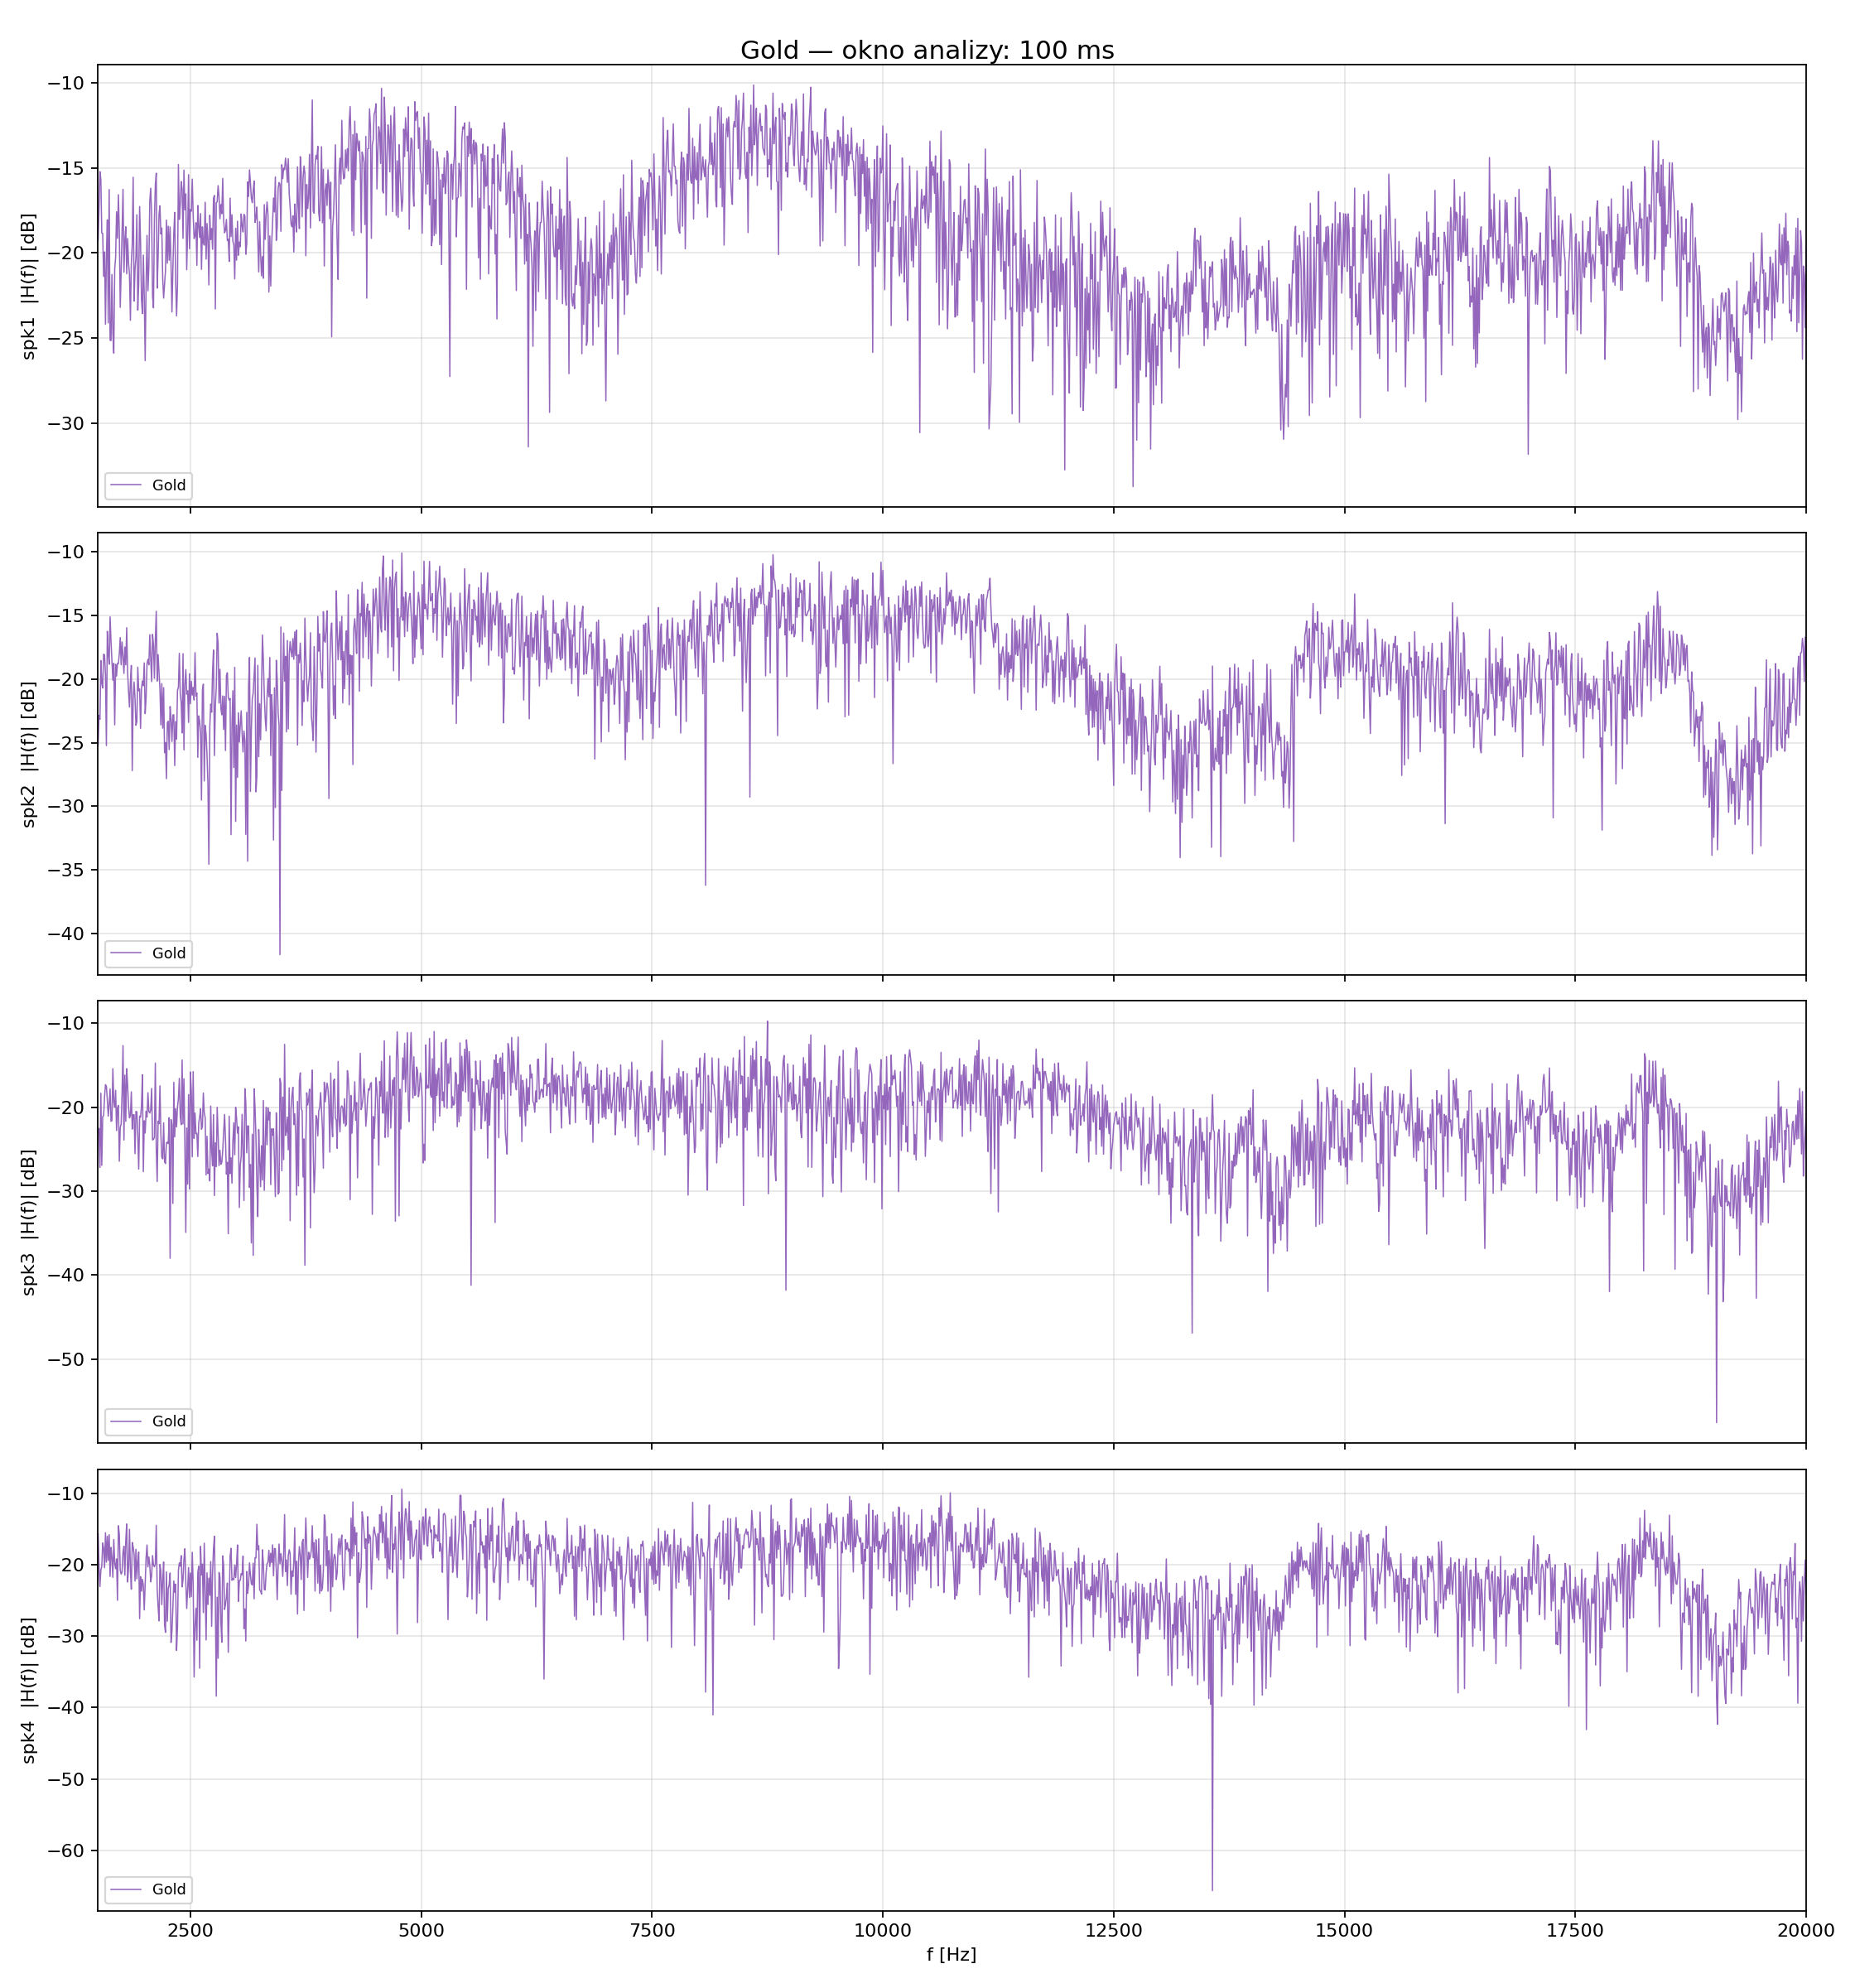 Gold — okno analizy: 100 ms
−10
−15
−20
−25
−30
spk1 |H(f)| [dB]
Gold
−10
−15
−20
−25
−30
−35
−40
spk2 |H(f)| [dB]
Gold
−10
−20
−30
−40
−50
spk3 |H(f)| [dB]
Gold
−10
−20
−30
−40
−50
−60
spk4 |H(f)| [dB]
Gold
2500 5000 7500 10000 12500 15000 17500 20000
f [Hz]